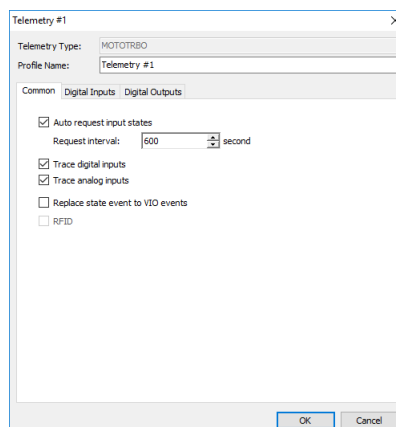 Telemetry #1
Telemetry Type: MOTOTRBO
Profile Name: Telemetry #1
Common Digital Inputs Digital Outputs
Auto request input states
Request interval: 600 second
Trace digital inputs
Trace analog inputs
Replace state event to VIO events
RFID
OK Cancel